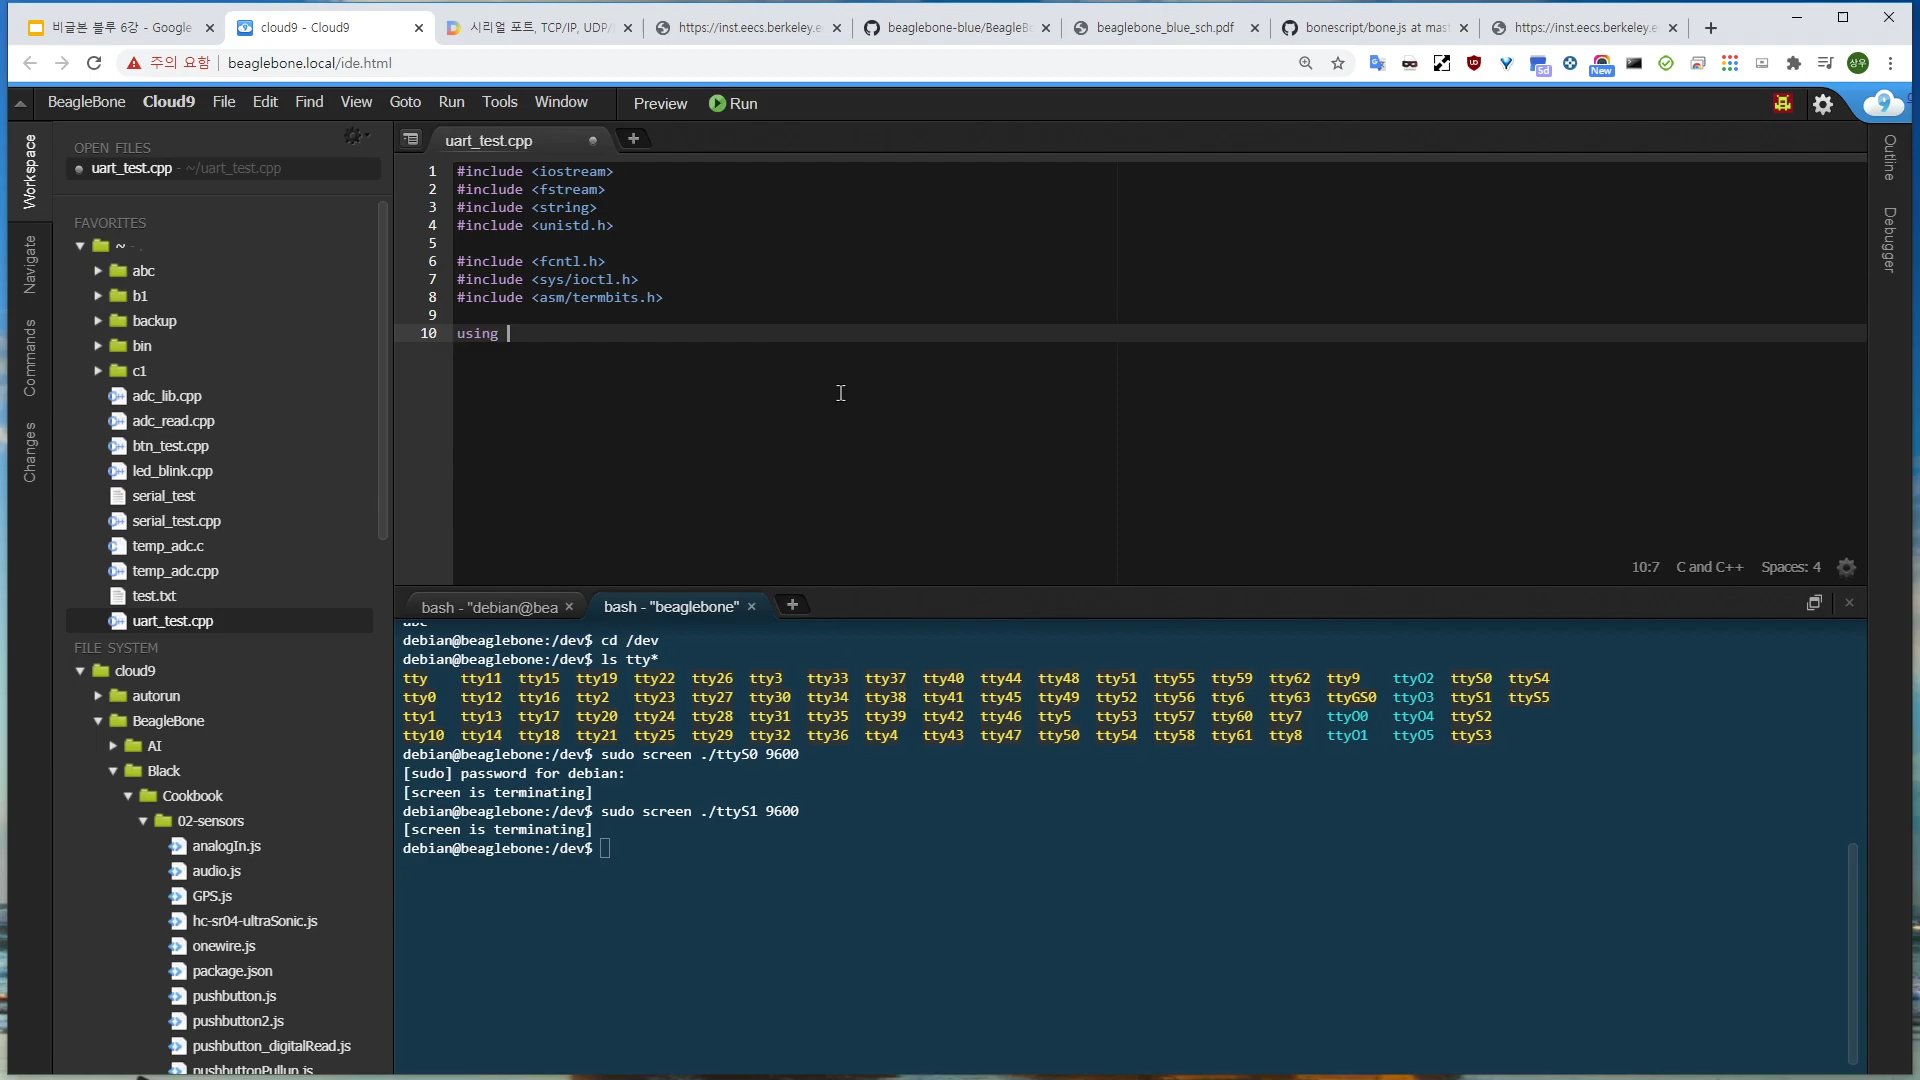 비글본 블루 6강 - Google
cloud9 - Cloud9
시리얼 포트, TCP/IP, UDP/
https://inst.eecs.berkeley.e
beaglebone-blue/BeagleB
beaglebone_blue_sch.pdf
bonescript/bone.js at mast
https://inst.eecs.berkeley.e
주의 요함
beaglebone.local/ide.html
Sd
New
상우
BeagleBone Cloud9 File Edit Find View Goto Run Tools Window Preview Run
9
Workspace
Navigate
Commands
Changes
OPEN FILES
uart_test.cpp - ~/uart_test.cpp
FAVORITES
~ - .
abc
b1
backup
bin
c1
adc_lib.cpp
adc_read.cpp
btn_test.cpp
led_blink.cpp
serial_test
serial_test.cpp
temp_adc.c
temp_adc.cpp
test.txt
uart_test.cpp
FILE SYSTEM
cloud9
autorun
BeagleBone
AI
Black
Cookbook
02-sensors
analogIn.js
audio.js
GPS.js
hc-sr04-ultraSonic.js
onewire.js
package.json
pushbutton.js
pushbutton2.js
pushbutton_digitalRead.js
pushbuttonPullup.js
uart_test.cpp
1 #include <iostream>
2 #include <fstream>
3 #include <string>
4 #include <unistd.h>
5
6 #include <fcntl.h>
7 #include <sys/ioctl.h>
8 #include <asm/termbits.h>
9
10 using
10:7 C and C++ Spaces: 4
Outline
Debugger
bash - "debian@bea
bash - "beaglebone"
abc
debian@beaglebone:/dev$ cd /dev
debian@beaglebone:/dev$ ls tty*
tty tty11 tty15 tty19 tty22 tty26 tty3 tty33 tty37 tty40 tty44 tty48 tty51 tty55 tty59 tty62 tty9 ttyO2 ttyS0 ttyS4
tty0 tty12 tty16 tty2 tty23 tty27 tty30 tty34 tty38 tty41 tty45 tty49 tty52 tty56 tty6 tty63 ttyGS0 ttyO3 ttyS1 ttyS5
tty1 tty13 tty17 tty20 tty24 tty28 tty31 tty35 tty39 tty42 tty46 tty5 tty53 tty57 tty60 tty7 ttyO0 ttyO4 ttyS2
tty10 tty14 tty18 tty21 tty25 tty29 tty32 tty36 tty4 tty43 tty47 tty50 tty54 tty58 tty61 tty8 ttyO1 ttyO5 ttyS3
debian@beaglebone:/dev$ sudo screen ./ttyS0 9600
[sudo] password for debian:
[screen is terminating]
debian@beaglebone:/dev$ sudo screen ./ttyS1 9600
[screen is terminating]
debian@beaglebone:/dev$